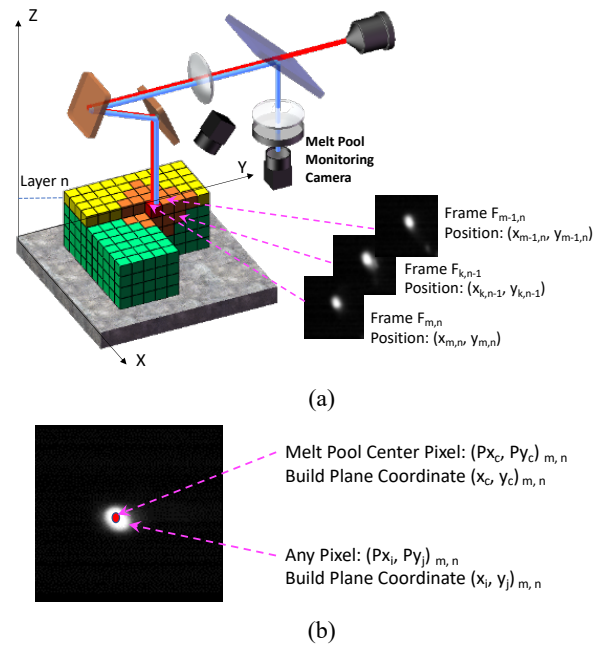 Z
Melt Pool
Monitoring
Camera
Y
Layer n
Frame F_{m-1,n}
Position: (x_{m-1,n}, y_{m-1,n})
Frame F_{k,n-1}
Position: (x_{k,n-1}, y_{k,n-1})
Frame F_{m,n}
Position: (x_{m,n}, y_{m,n})
X
(a)
Melt Pool Center Pixel: (Px_c, Py_c)_{m, n}
Build Plane Coordinate (x_c, y_c)_{m, n}
Any Pixel: (Px_i, Py_j)_{m, n}
Build Plane Coordinate (x_i, y_j)_{m, n}
(b)